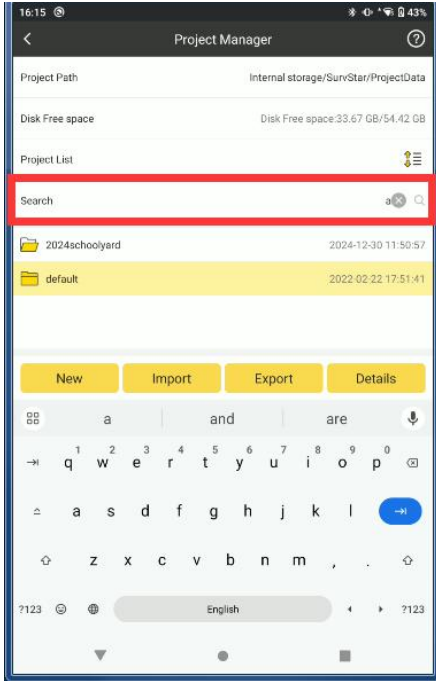 16:15 43%
Project Manager
Project Path Internal storage/SurvStar/ProjectData
Disk Free space Disk Free space:33.67 GB/54.42 GB
Project List
Search a
2024schoolyard 2024-12-30 11:50:57
default 2022-02-22 17:51:41
New Import Export Details
a and are
1 2 3 4 5 6 7 8 9 0
q w e r t y u i o p
a s d f g h j k l
z x c v b n m , .
?123 English ?123